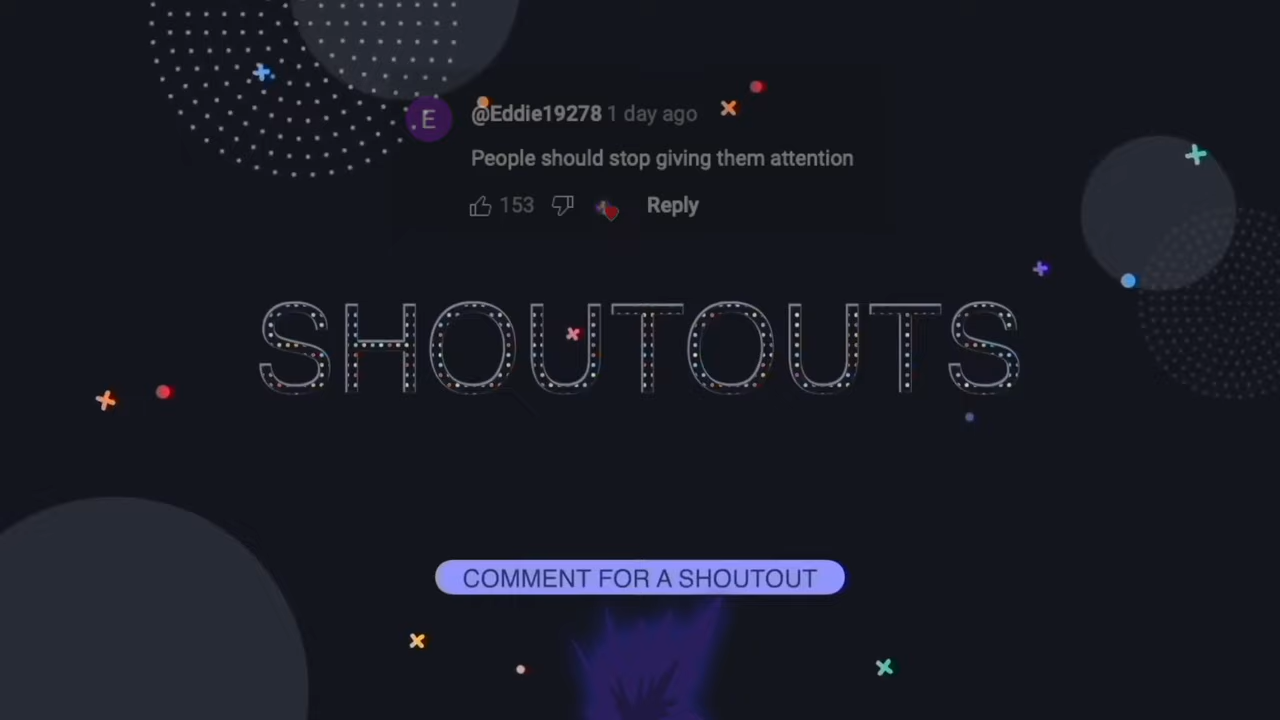 E
@Eddie19278 1 day ago
People should stop giving them attention
153 Reply
SHOUTOUTS
COMMENT FOR A SHOUTOUT